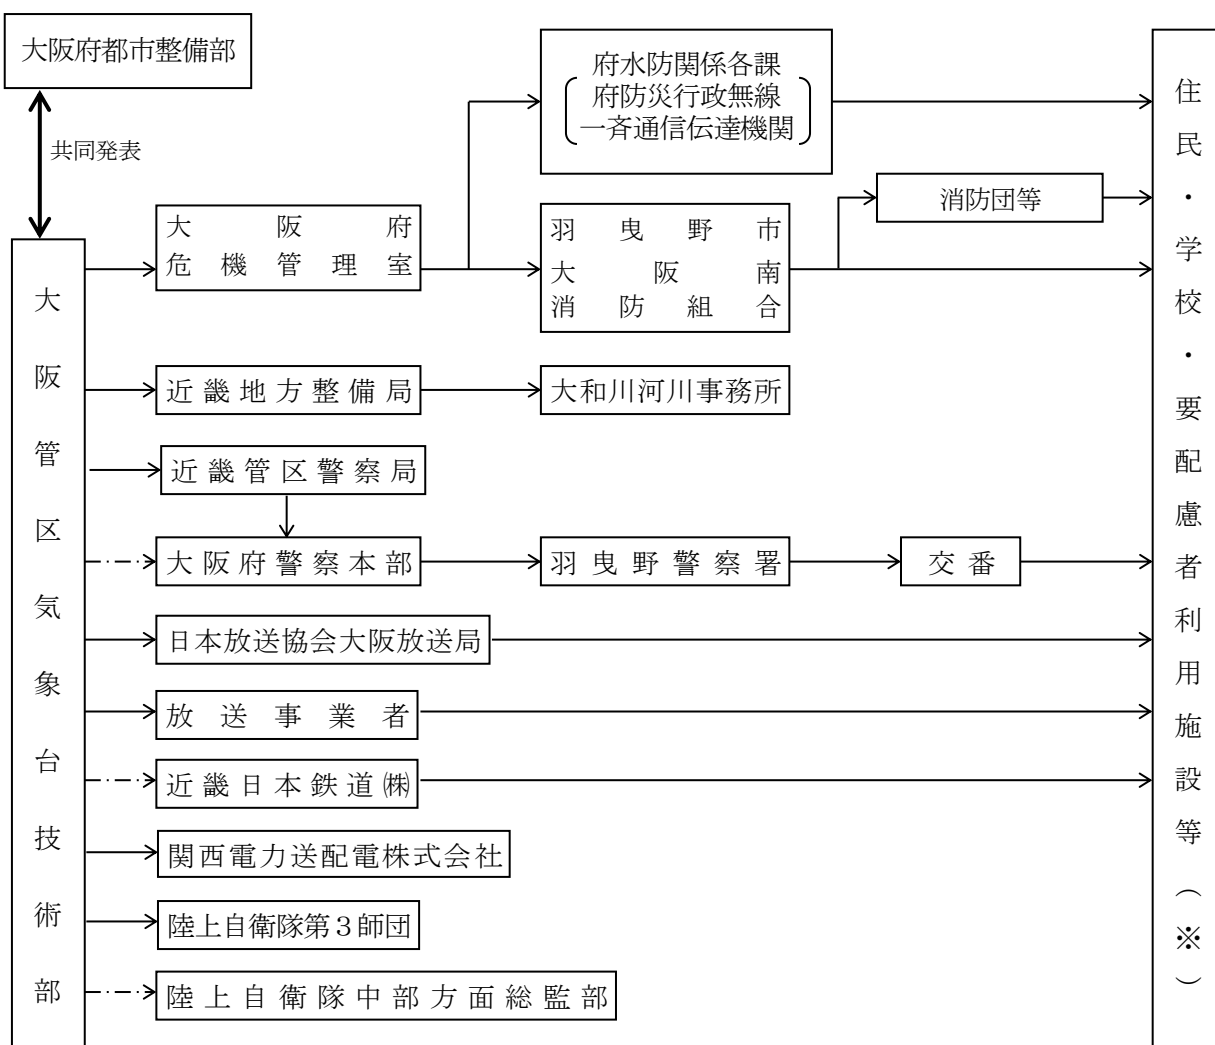 大阪府都市整備部
共同発表
大阪管区気象台技術部
大阪府
危機管理室
府水防関係各課
府防災行政無線
一斉通信伝達機関
羽曳野市
大阪南
消防組合
消防団等
近畿地方整備局
大和川河川事務所
近畿管区警察局
大阪府警察本部
羽曳野警察署
交番
日本放送協会大阪放送局
放送事業者
近畿日本鉄道㈱
関西電力送配電株式会社
陸上自衛隊第３師団
陸上自衛隊中部方面総監部
住民・学校・要配慮者利用施設等（※）